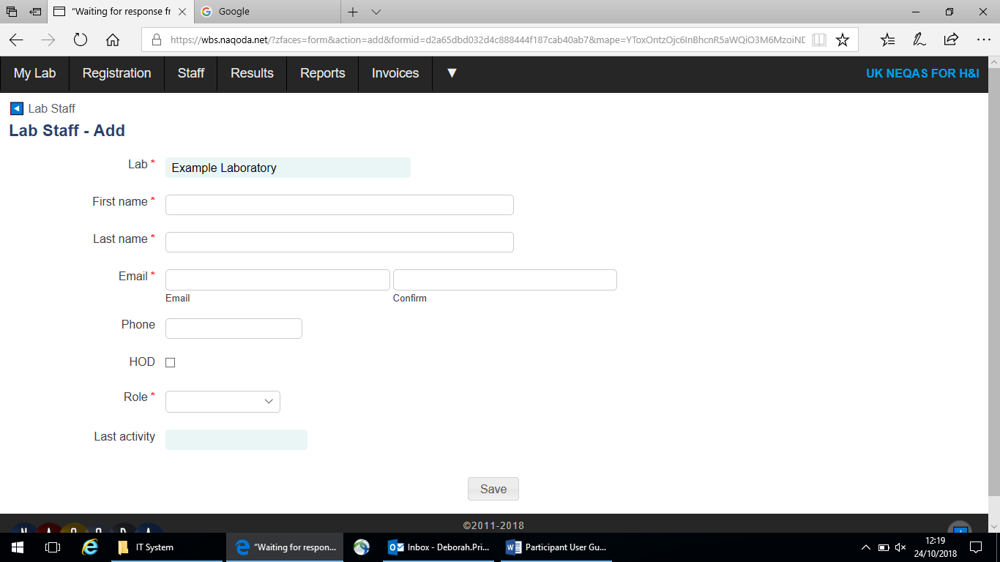 "Waiting for response fr
Google
https://wbs.naqoda.net/?zfaces=form&action=add&formid=d2a65dbd032d4c888444f187cab40ab7&mape=YToxOntzOjc6InBhcnR5aWQiO3M6MzoiND
My Lab Registration Staff Results Reports Invoices ▼ UK NEQAS FOR H&I
Lab Staff
Lab Staff - Add
Lab * Example Laboratory
First name *
Last name *
Email *
Email Confirm
Phone
HOD
Role *
Last activity
Save
©2011-2018
N A Q O D A
IT System
"Waiting for respon...
Inbox - Deborah.Pri...
Participant User Gu...
12:19
24/10/2018